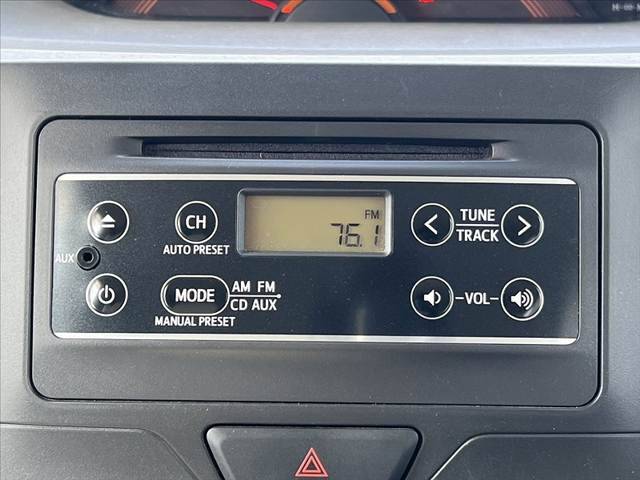 CH
AUTO PRESET
AUX
MODE
AM FM
CD AUX
MANUAL PRESET
FM
76.1
TUNE
TRACK
-VOL-